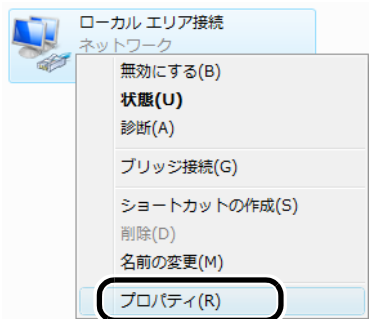 ローカル エリア接続
ネットワーク
無効にする(B)
状態(U)
診断(A)
ブリッジ接続(G)
ショートカットの作成(S)
削除(D)
名前の変更(M)
プロパティ(R)